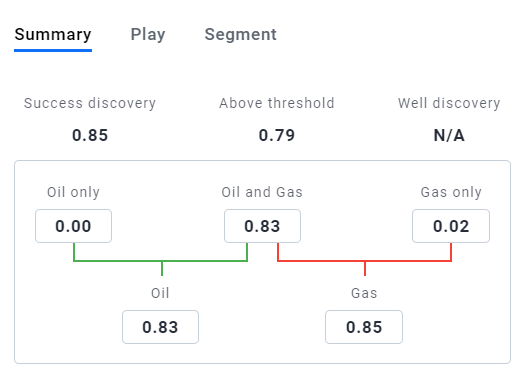 Summary Play Segment
Success discovery Above threshold Well discovery
0.85 0.79 N/A
Oil only Oil and Gas Gas only
0.00 0.83 0.02
Oil Gas
0.83 0.85